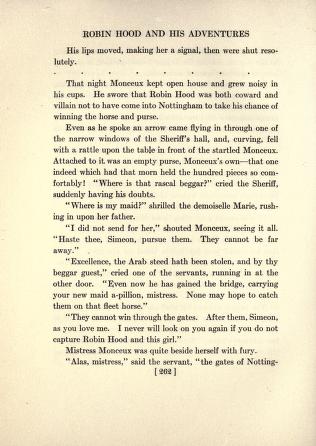 ROBIN HOOD AND HIS ADVENTURES
His lips moved, making her a signal, then were shut reso-
lutely.
. . . . . . .
That night Monceux kept open house and grew noisy in
his cups. He swore that Robin Hood was both coward and
villain not to have come into Nottingham to take his chance of
winning the horse and purse.
Even as he spoke an arrow came flying in through one of
the narrow windows of the Sheriff's hall, and, curving, fell
with a rattle upon the table in front of the startled Monceux.
Attached to it was an empty purse, Monceux's own—that one
indeed which had that morn held the hundred pieces so com-
fortably! "Where is that rascal beggar?" cried the Sheriff,
suddenly having his doubts.
"Where is my maid?" shrilled the demoiselle Marie, rush-
ing in upon her father.
"I did not send for her," shouted Monceux, seeing it all.
"Haste thee, Simeon, pursue them. They cannot be far
away."
"Excellence, the Arab steed hath been stolen, and by thy
beggar guest," cried one of the servants, running in at the
other door. "Even now he has gained the bridge, carrying
your new maid a-pillion, mistress. None may hope to catch
them on that fleet horse."
"They cannot win through the gates. After them, Simeon,
as you love me. I never will look on you again if you do not
capture Robin Hood and this girl."
Mistress Monceux was quite beside herself with fury.
"Alas, mistress," said the servant, "the gates of Notting-
[ 262 ]